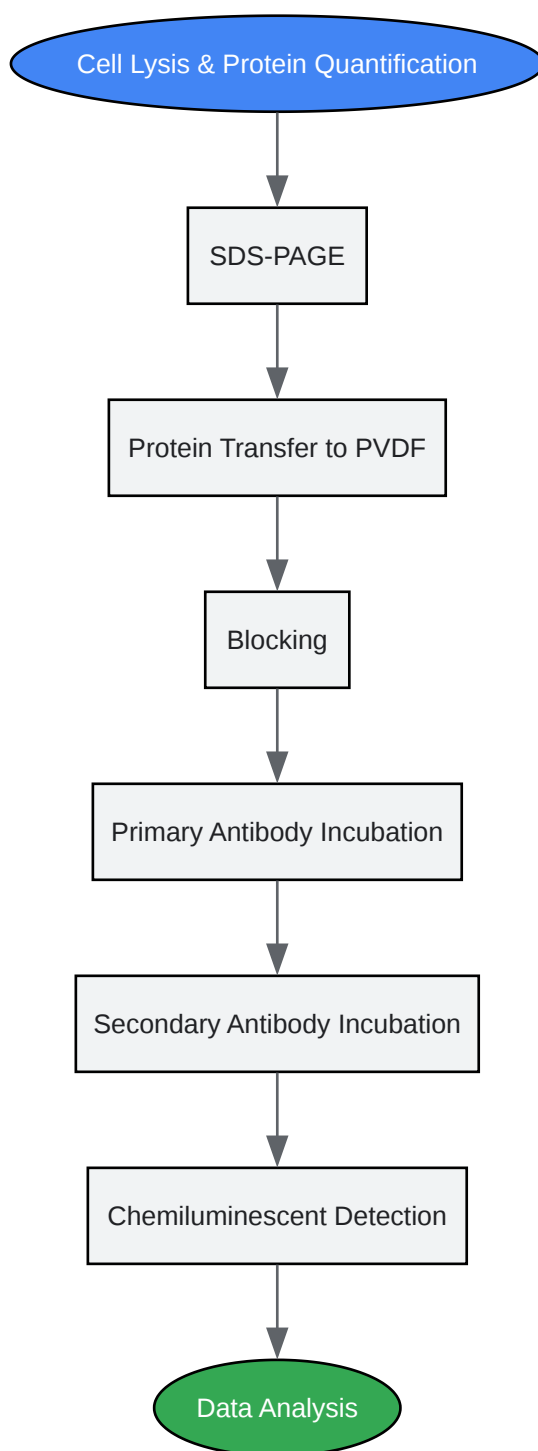 Cell Lysis & Protein Quantification
SDS-PAGE
Protein Transfer to PVDF
Blocking
Primary Antibody Incubation
Secondary Antibody Incubation
Chemiluminescent Detection
Data Analysis